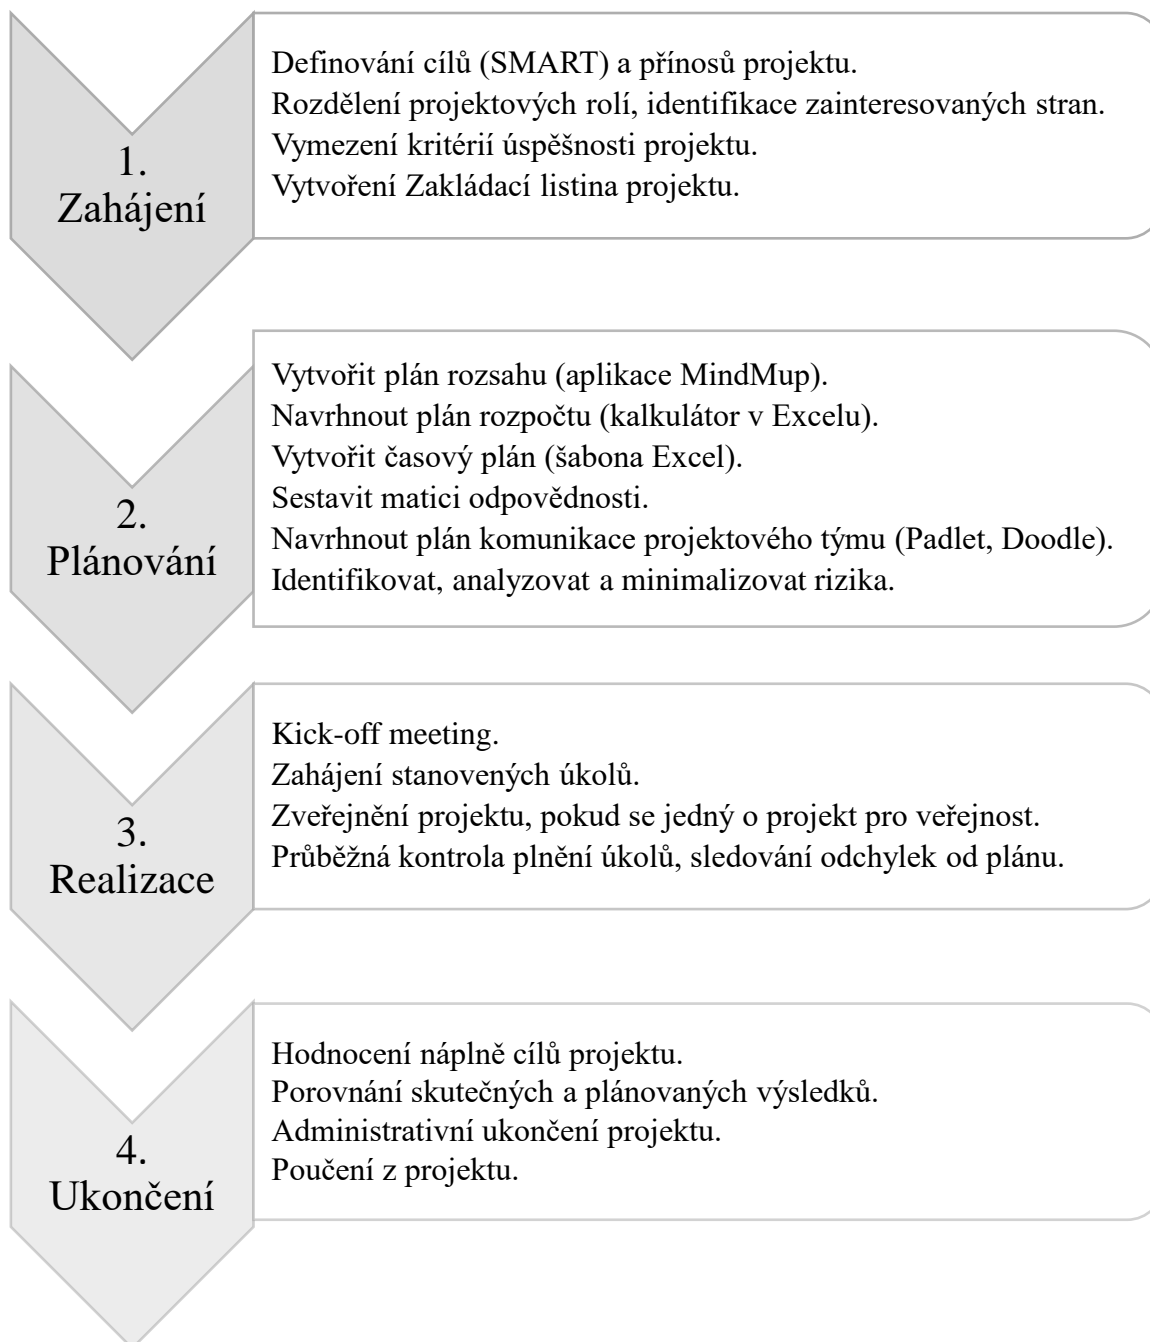 1.
Zahájení
Definování cílů (SMART) a přínosů projektu.
Rozdělení projektových rolí, identifikace zainteresovaných stran.
Vymezení kritérií úspěšnosti projektu.
Vytvoření Zakládací listina projektu.
2.
Plánování
Vytvořit plán rozsahu (aplikace MindMup).
Navrhnout plán rozpočtu (kalkulátor v Excelu).
Vytvořit časový plán (šabona Excel).
Sestavit matici odpovědnosti.
Navrhnout plán komunikace projektového týmu (Padlet, Doodle).
Identifikovat, analyzovat a minimalizovat rizika.
3.
Realizace
Kick-off meeting.
Zahájení stanovených úkolů.
Zveřejnění projektu, pokud se jedný o projekt pro veřejnost.
Průběžná kontrola plnění úkolů, sledování odchylek od plánu.
4.
Ukončení
Hodnocení náplně cílů projektu.
Porovnání skutečných a plánovaných výsledků.
Administrativní ukončení projektu.
Poučení z projektu.